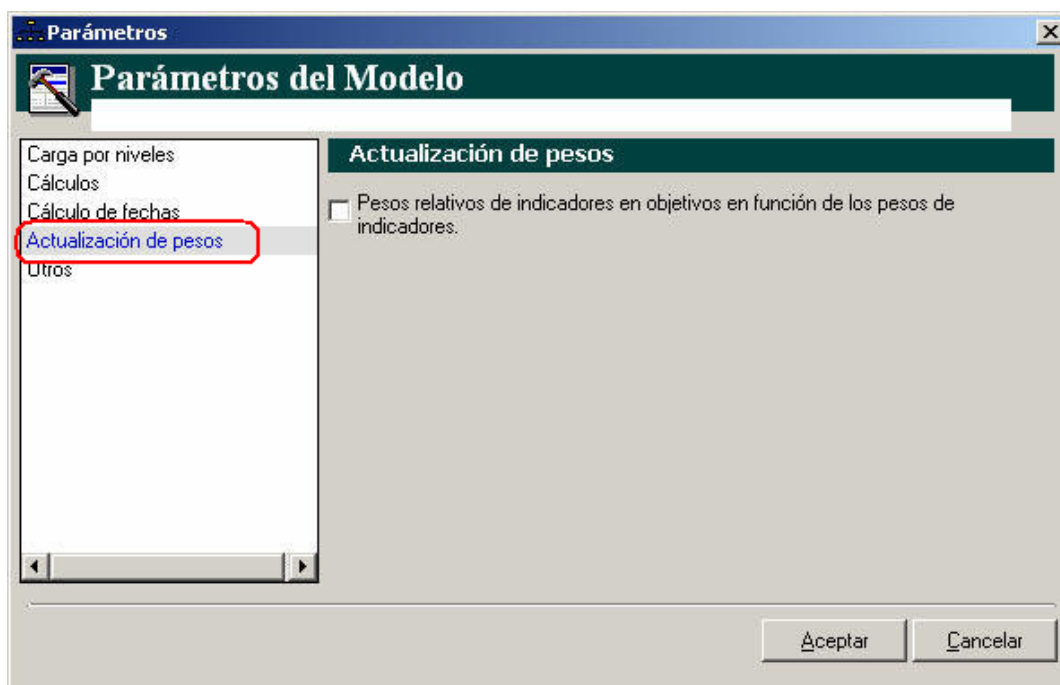 Parámetros
Parámetros del Modelo
Carga por niveles
Cálculos
Cálculo de fechas
Actualización de pesos
Otros
Actualización de pesos
Pesos relativos de indicadores en objetivos en función de los pesos de
indicadores.
Aceptar
Cancelar